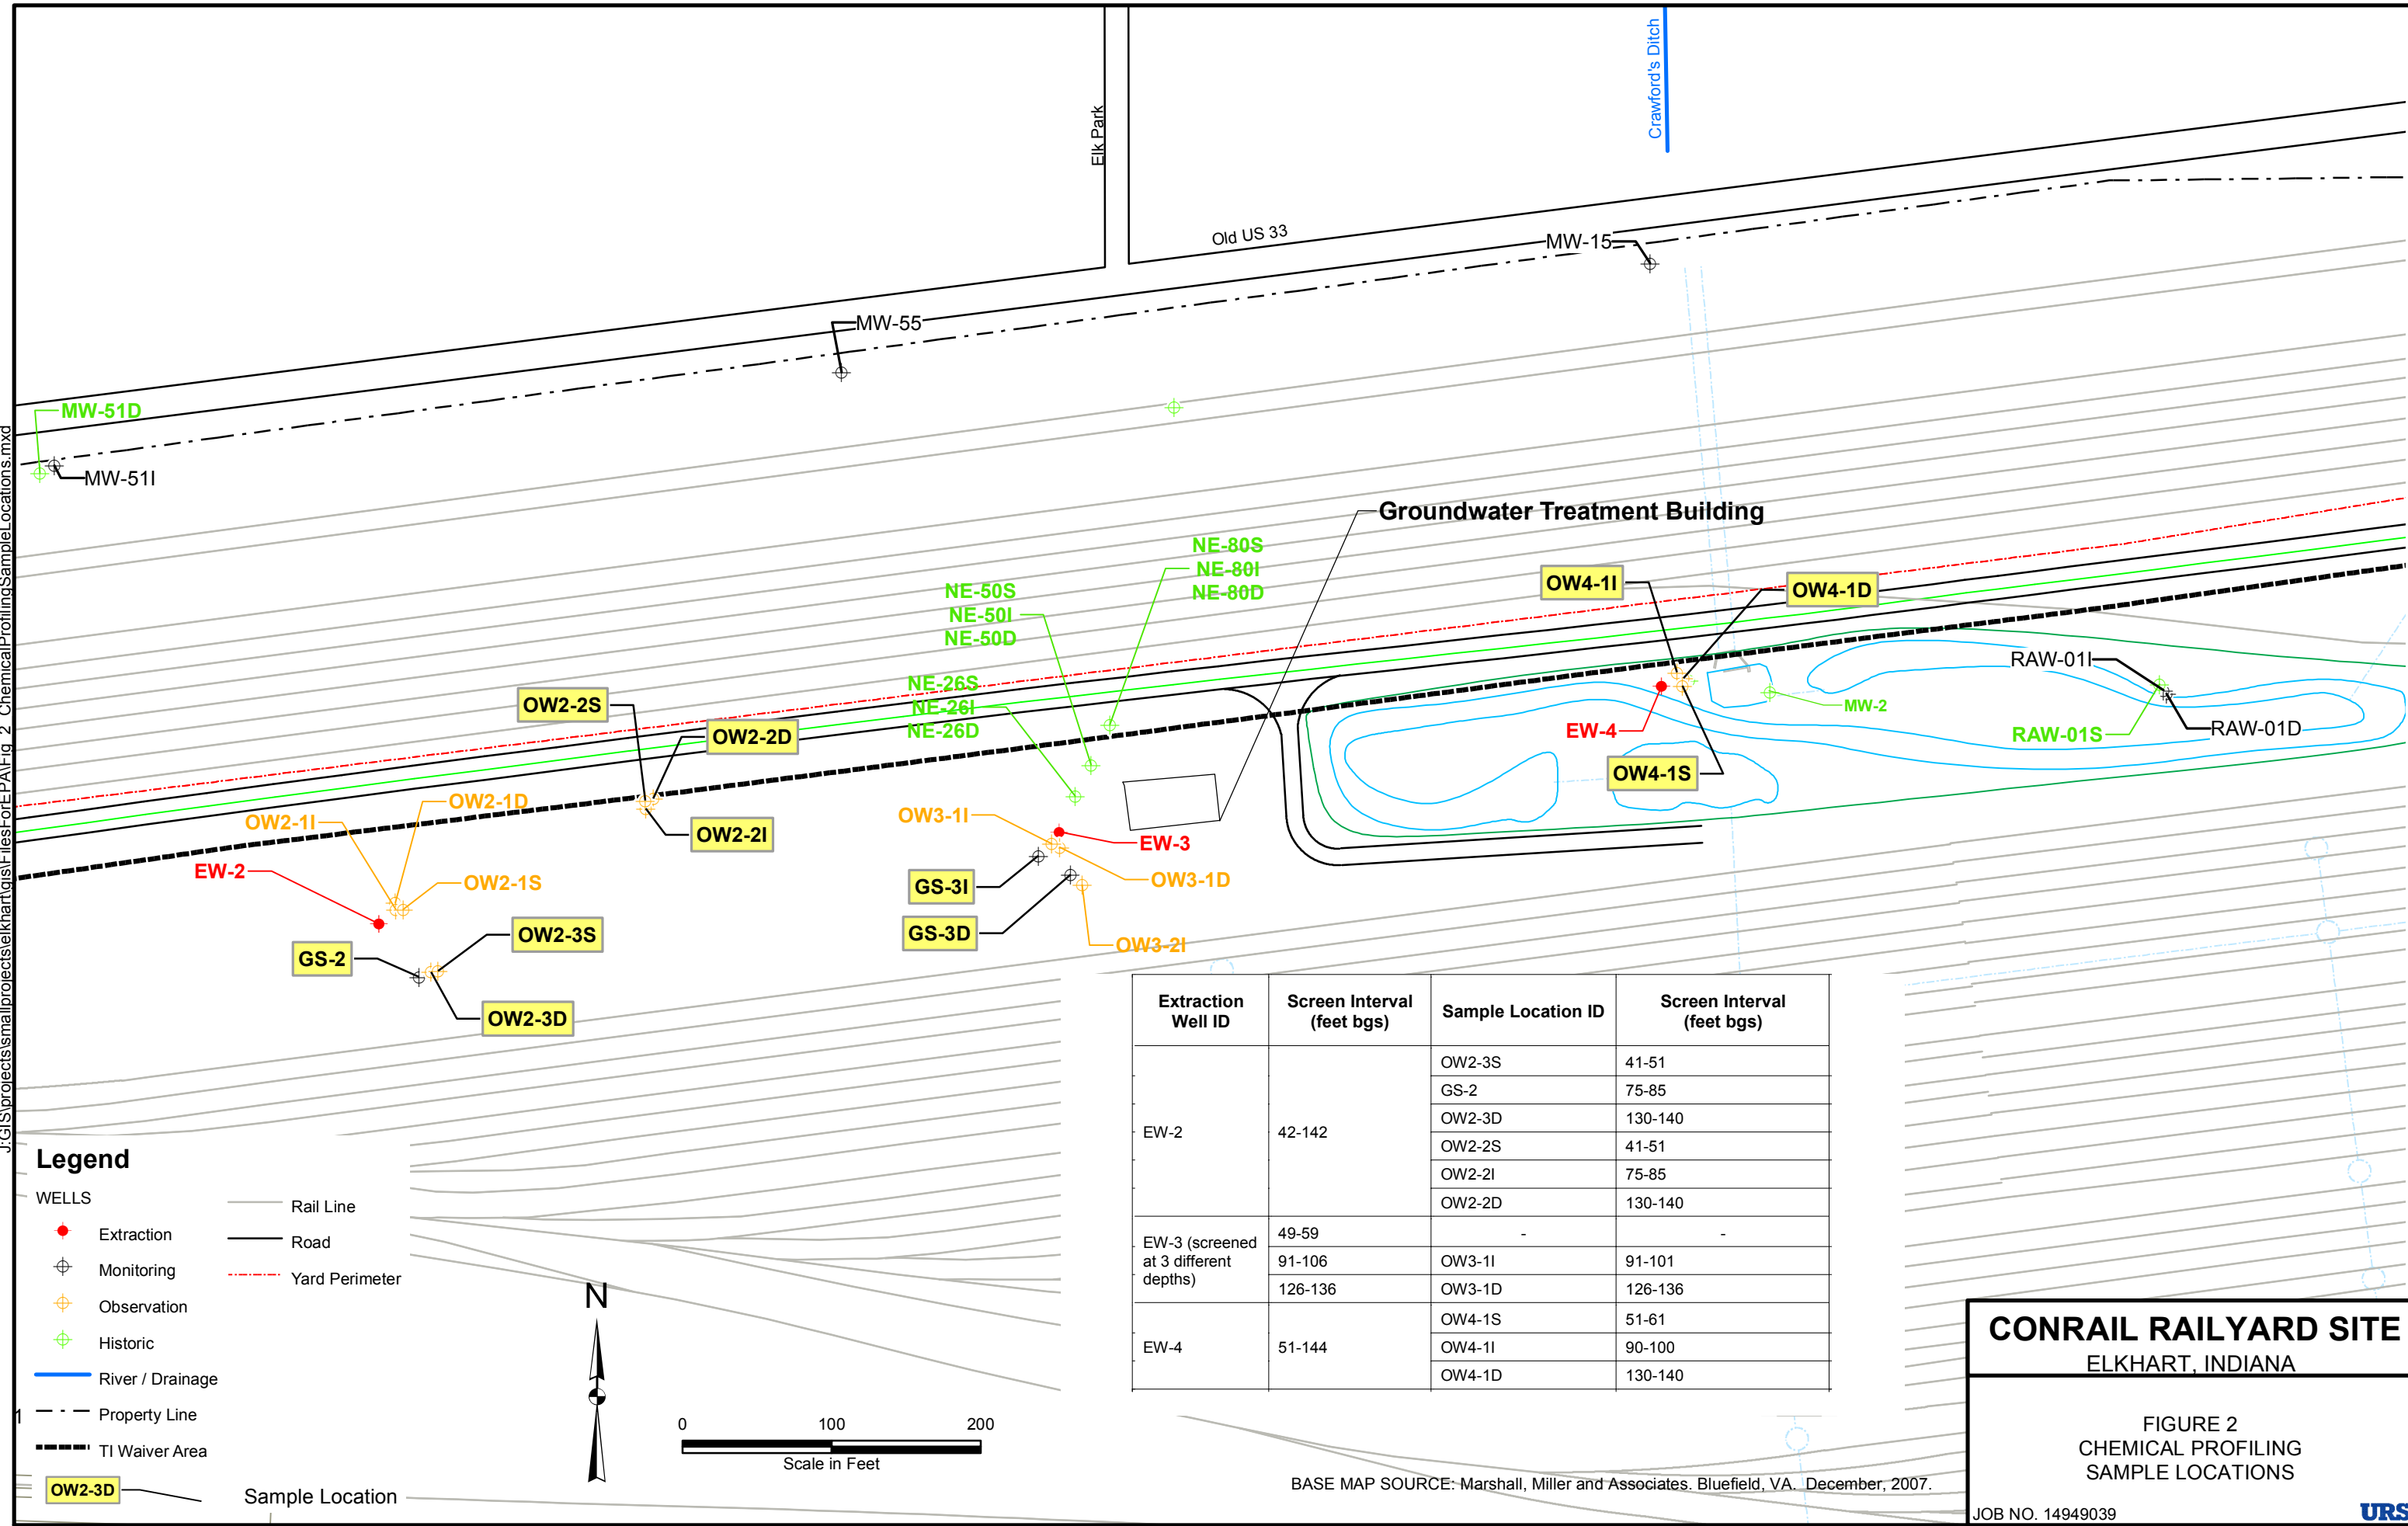 Elk Park
Crawford's Ditch
Old US 33
MW-15
MW-55
MW-51D
MW-51I
Groundwater Treatment Building
NE-80S
NE-80I
NE-80D
NE-50S
NE-50I
NE-50D
NE-26S
NE-26I
NE-26D
OW4-1I
OW4-1D
RAW-01I
MW-2
RAW-01S
RAW-01D
EW-4
OW4-1S
OW2-2S
OW2-2D
OW2-2I
OW2-1D
OW2-1I
EW-2
OW2-1S
OW2-3S
GS-2
OW2-3D
OW3-1I
EW-3
GS-3I
OW3-1D
GS-3D
OW3-2I
Extraction Well ID Screen Interval (feet bgs) Sample Location ID Screen Interval (feet bgs)
EW-2 42-142
OW2-3S 41-51
GS-2 75-85
OW2-3D 130-140
OW2-2S 41-51
OW2-2I 75-85
OW2-2D 130-140
EW-3 (screened at 3 different depths)
49-59 - -
91-106 OW3-1I 91-101
126-136 OW3-1D 126-136
EW-4 51-144
OW4-1S 51-61
OW4-1I 90-100
OW4-1D 130-140
Legend
WELLS
Extraction
Monitoring
Observation
Historic
River / Drainage
Property Line
TI Waiver Area
OW2-3D
Sample Location
Rail Line
Road
Yard Perimeter
1
N
0 100 200
Scale in Feet
BASE MAP SOURCE: Marshall, Miller and Associates. Bluefield, VA. December, 2007.
CONRAIL RAILYARD SITE
ELKHART, INDIANA
FIGURE 2
CHEMICAL PROFILING
SAMPLE LOCATIONS
JOB NO. 14949039
URS
J:\GIS\projects\smallprojects\elkhart\gis\FilesForEPA\Fig_2_ChemicalProfilingSampleLocations.mxd